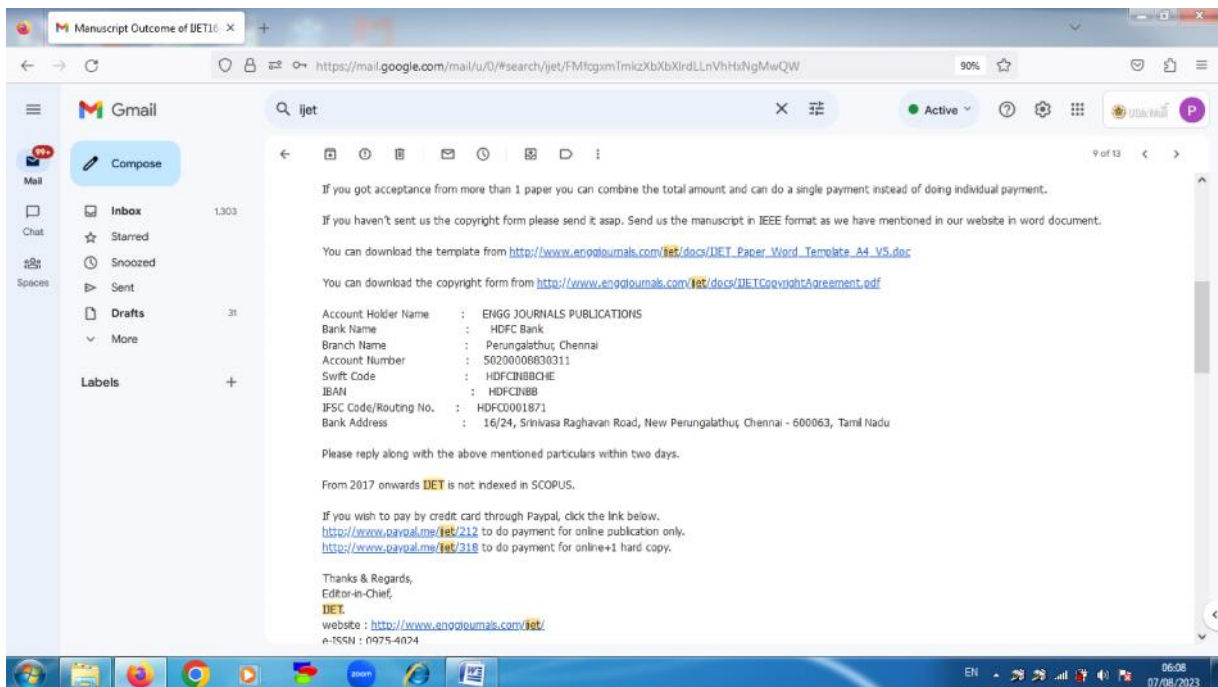 Manuscript Outcome of IJET16
https://mail.google.com/mail/u/0/#search/ijet/FMfcgxmTmkzXbXbXlrdLLnVhHxNgMwQW
90%
Gmail
ijet
Active
P
99+
Mail
Chat
Spaces
Compose
Inbox 1,303
Starred
Snoozed
Sent
Drafts 31
More
Labels
9 of 13
If you got acceptance from more than 1 paper you can combine the total amount and can do a single payment instead of doing individual payment.
If you haven't sent us the copyright form please send it asap. Send us the manuscript in IEEE format as we have mentioned in our website in word document.
You can download the template from http://www.enggjournals.com/ijet/docs/IJET_Paper_Word_Template_A4_V5.doc
You can download the copyright form from http://www.enggjournals.com/ijet/docs/IJETCopyrightAgreement.pdf
Account Holder Name : ENGG JOURNALS PUBLICATIONS
Bank Name : HDFC Bank
Branch Name : Perungalathur, Chennai
Account Number : 50200008830311
Swift Code : HDFCINBBCHE
IBAN : HDFCINBB
IFSC Code/Routing No. : HDFC0001871
Bank Address : 16/24, Srinivasa Raghavan Road, New Perungalathur, Chennai - 600063, Tamil Nadu
Please reply along with the above mentioned particulars within two days.
From 2017 onwards IJET is not indexed in SCOPUS.
If you wish to pay by credit card through Paypal, click the link below.
http://www.paypal.me/ijet/212 to do payment for online publication only.
http://www.paypal.me/ijet/318 to do payment for online+1 hard copy.
Thanks & Regards,
Editor-in-Chief,
IJET.
website : http://www.enggjournals.com/ijet/
e-ISSN : 0975-4024
zoom
EN
06:08
07/08/2023